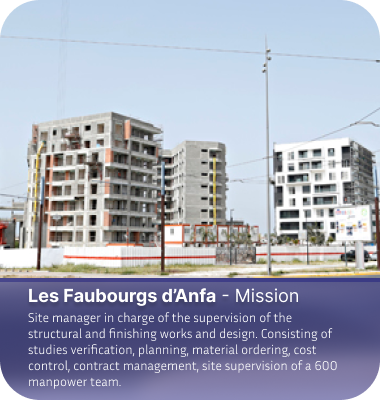 Les Faubourgs d'Anfa - Mission
Site manager in charge of the supervision of the
structural and finishing works and design. Consisting of
studies verification, planning, material ordering, cost
control, contract management, site supervision of a 600
manpower team.